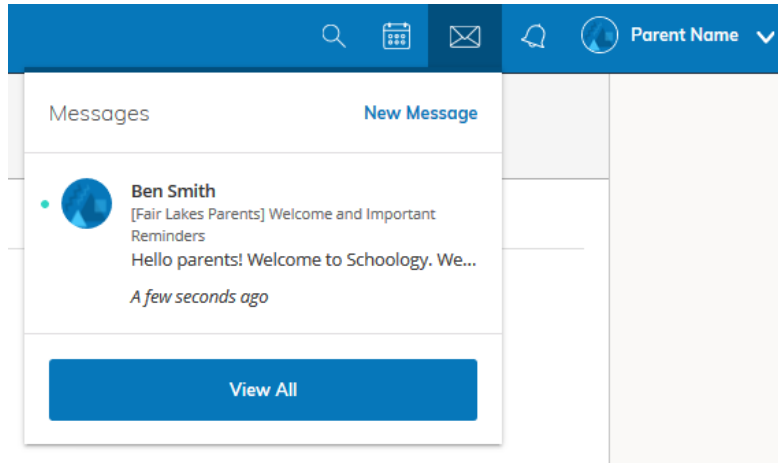 Parent Name
Messages
New Message
Ben Smith
[Fair Lakes Parents] Welcome and Important
Reminders
Hello parents! Welcome to Schoology. We...
A few seconds ago
View All